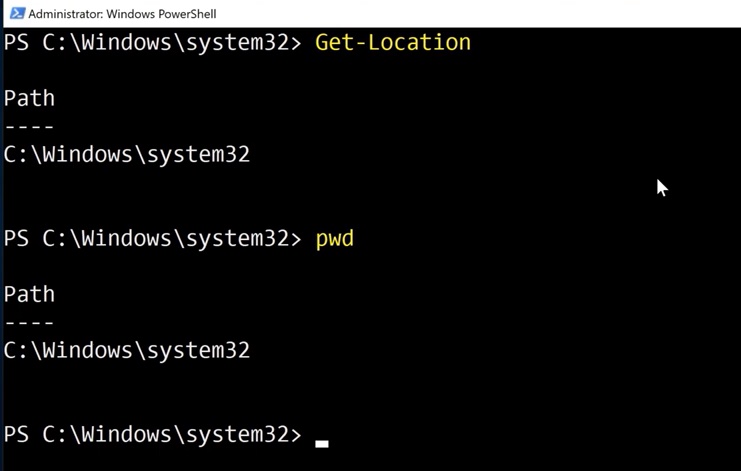 Administrator: Windows PowerShell
PS C:\Windows\system32> Get-Location
Path
----
C:\Windows\system32
PS C:\Windows\system32> pwd
Path
----
C:\Windows\system32
PS C:\Windows\system32>